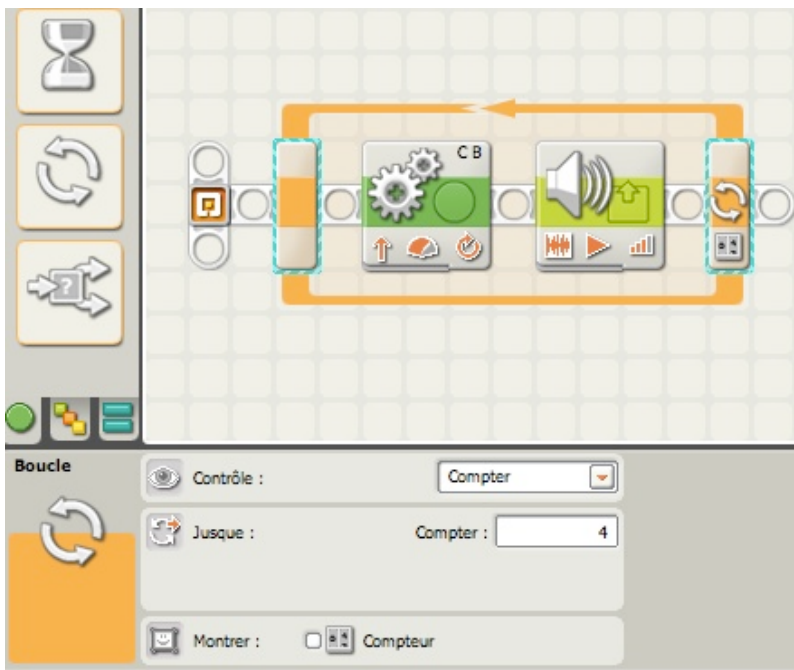 C B
Boucle
Contrôle :
Compter
Jusque :
Compter :
4
Montrer :
Compteur